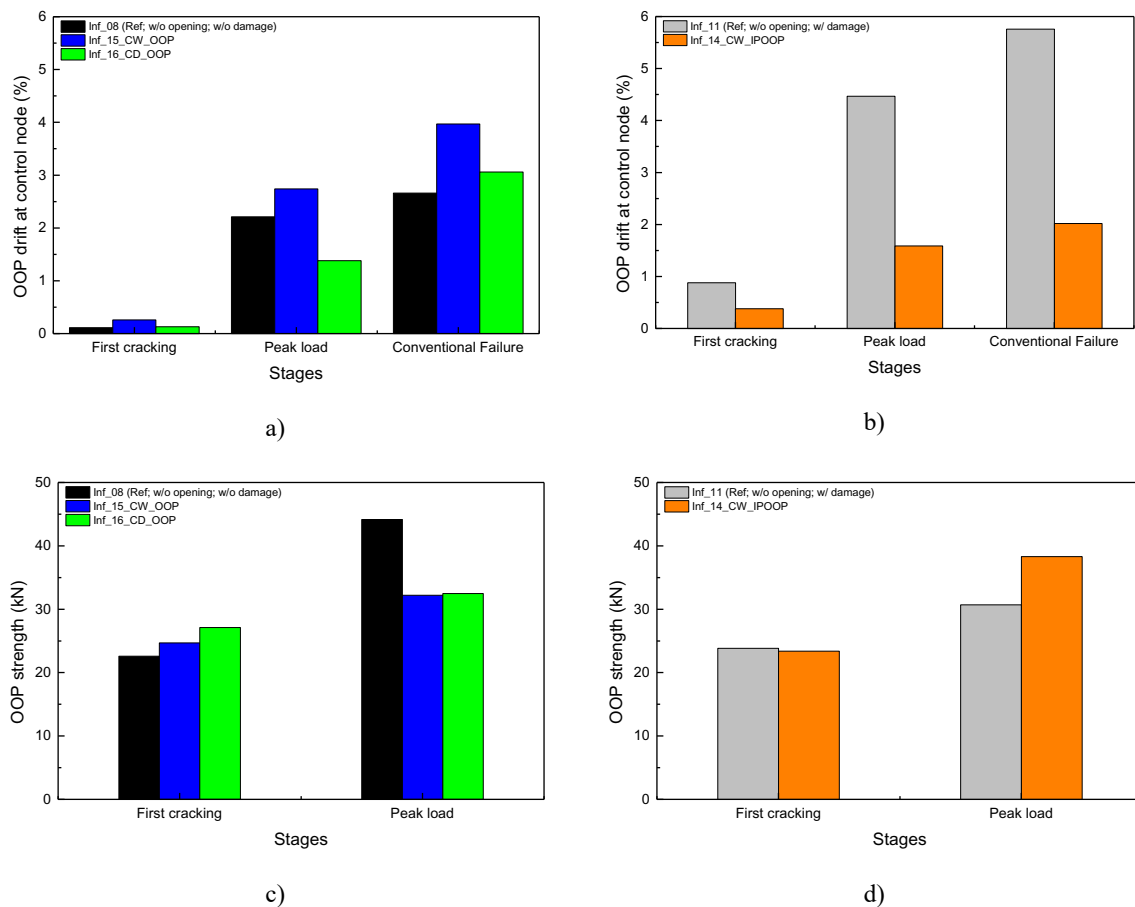 Inf_08 (Ref; w/o opening; w/o damage)
Inf_15_CW_OOP
Inf_16_CD_OOP
OOP drift at control node (%)
6
5
4
3
2
1
0
First cracking
Peak load
Conventional Failure
Stages
a)
Inf_11 (Ref; w/o opening; w/ damage)
Inf_14_CW_IPOOP
OOP drift at control node (%)
6
5
4
3
2
1
0
First cracking
Peak load
Conventional Failure
Stages
b)
Inf_08 (Ref; w/o opening; w/o damage)
Inf_15_CW_OOP
Inf_16_CD_OOP
OOP strength (kN)
50
40
30
20
10
0
First cracking
Peak load
Stages
c)
Inf_11 (Ref; w/o opening; w/ damage)
Inf_14_CW_IPOOP
OOP strength (kN)
50
40
30
20
10
0
First cracking
Peak load
Stages
d)